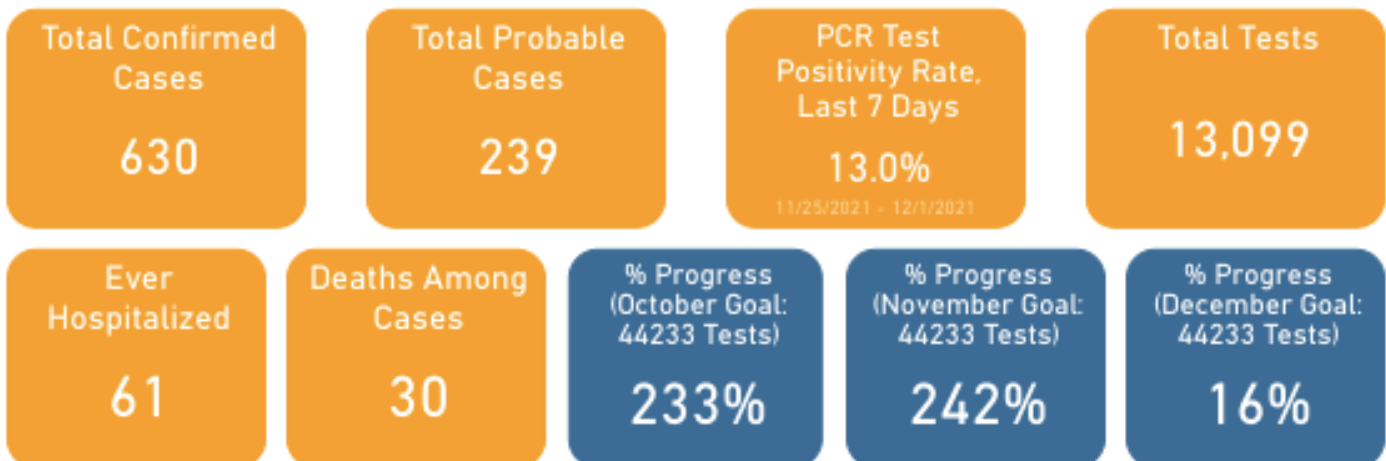 Total Confirmed
Cases
630
Total Probable
Cases
239
PCR Test
Positivity Rate,
Last 7 Days
13.0%
11/25/2021 - 12/1/2021
Total Tests
13,099
Ever
Hospitalized
61
Deaths Among
Cases
30
% Progress
(October Goal:
44233 Tests)
233%
% Progress
(November Goal:
44233 Tests)
242%
% Progress
(December Goal:
44233 Tests)
16%